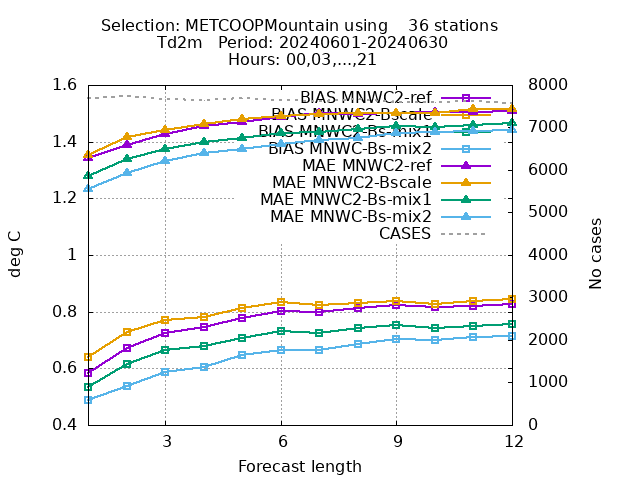 Selection: METCOOPMountain using 36 stations
Td2m Period: 20240601-20240630
Hours: 00,03,...,21
1.6
1.4
1.2
1
0.8
0.6
0.4
deg C
8000
7000
6000
5000
4000
3000
2000
1000
0
No cases
BIAS MNWC2-ref
BIAS MNWC2-Bscale
BIAS MNWC2-Bs-mix1
BIAS MNWC-Bs-mix2
MAE MNWC2-ref
MAE MNWC2-Bscale
MAE MNWC2-Bs-mix1
MAE MNWC-Bs-mix2
CASES
3 6 9 12
Forecast length